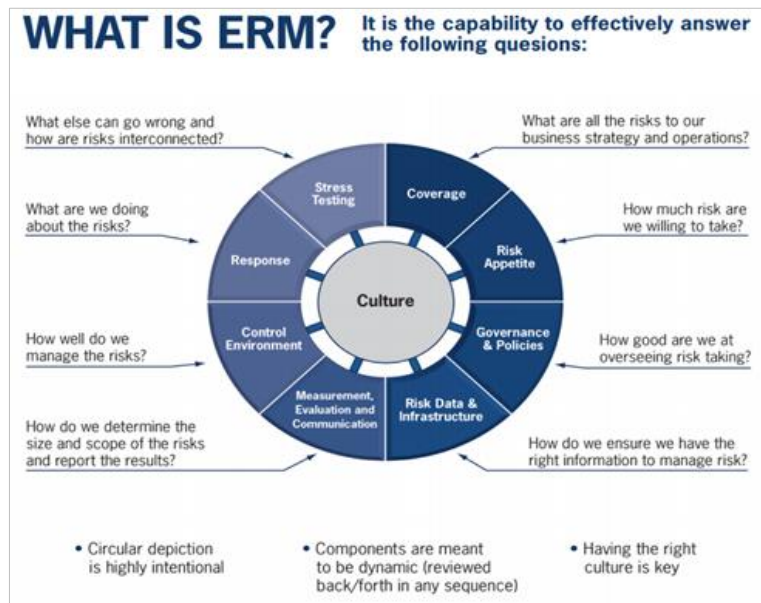 WHAT IS ERM?
It is the capability to effectively answer
the following quesions:
What else can go wrong and
how are risks interconnected?
What are all the risks to our
business strategy and operations?
Stress
Testing
Coverage
What are we doing
about the risks?
How much risk are
we willing to take?
Response
Risk
Appetite
Culture
How well do we
manage the risks?
Control
Environment
Governance
& Policies
How good are we at
overseeing risk taking?
Measurement,
Evaluation and
Communication
Risk Data &
Infrastructure
How do we determine the
size and scope of the risks
and report the results?
How do we ensure we have the
right information to manage risk?
• Circular depiction
is highly intentional
• Components are meant
to be dynamic (reviewed
back/forth in any sequence)
• Having the right
culture is key